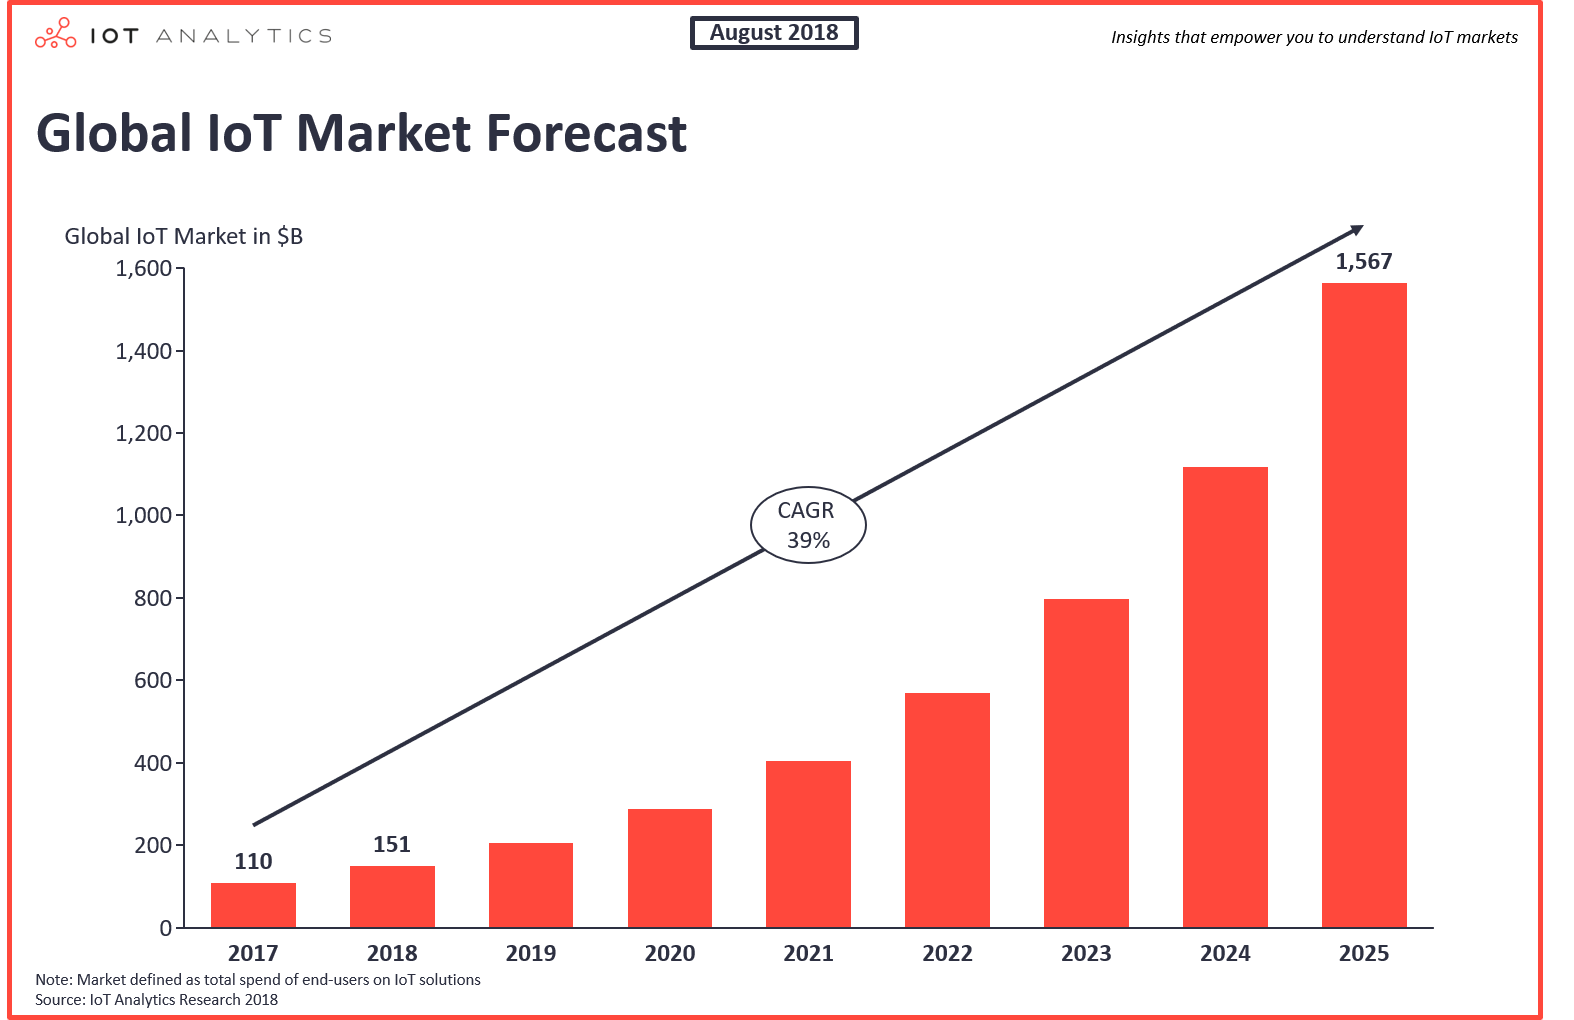 IOT ANALYTICS
August 2018
Insights that empower you to understand IoT markets
Global IoT Market Forecast
Global IoT Market in $B
1,600
1,400
1,200
1,000
800
600
400
200
0
110
151
1,567
CAGR
39%
2017 2018 2019 2020 2021 2022 2023 2024 2025
Note: Market defined as total spend of end-users on IoT solutions
Source: IoT Analytics Research 2018